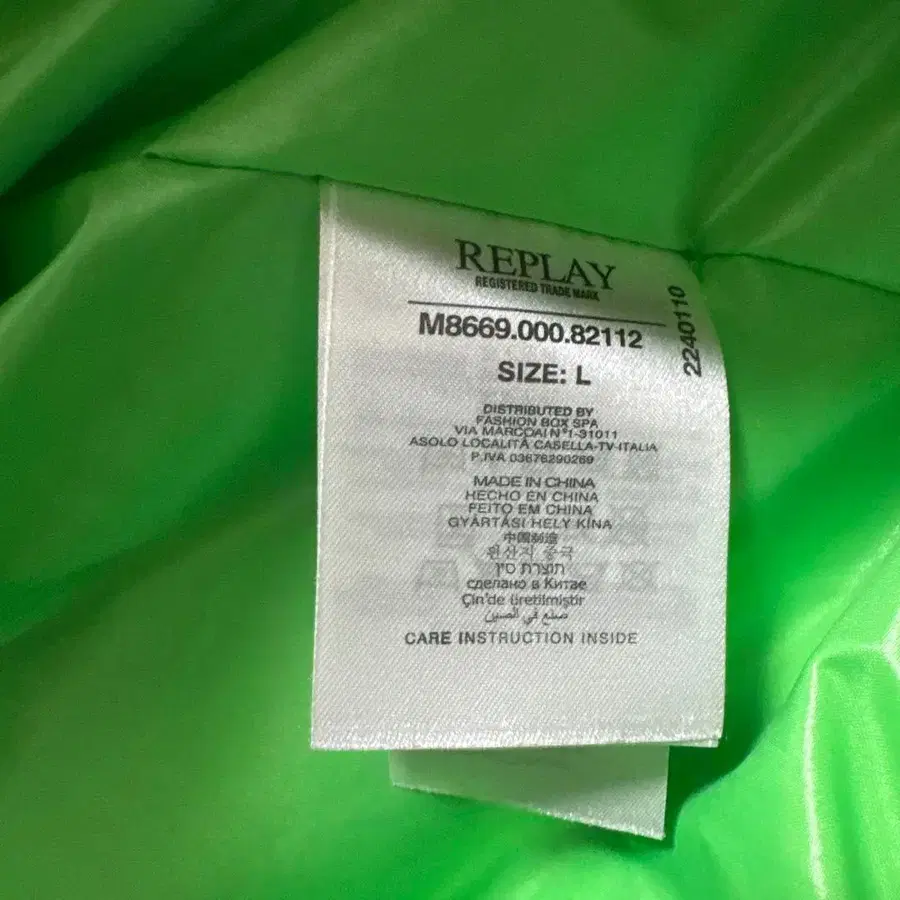 REPLAY
REGISTERED TRADE MARK
M8669.000.82112
2240110
SIZE: L
DISTRIBUTED BY
FASHION BOX SPA
VIA MARCOAI N°1-31011
ASOLO LOCALITÀ CASELLA-TV-ITALIA
P.IVA 03676290269
MADE IN CHINA
HECHO EN CHINA
FEITO EM CHINA
GYÁRTÁSI HELY KÍNA
中国制造
원산지 중국
תוצרת סין
сделано в Китае
Çin'de üretilmiştir
صنع في الصين
CARE INSTRUCTION INSIDE